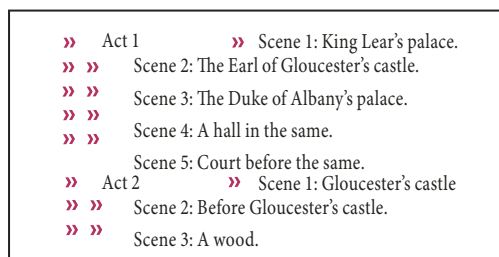 » Act 1 » Scene 1: King Lear's palace.
» » Scene 2: The Earl of Gloucester's castle.
» » Scene 3: The Duke of Albany's palace.
» » Scene 4: A hall in the same.
» » Scene 5: Court before the same.
» Act 2 » Scene 1: Gloucester's castle
» » Scene 2: Before Gloucester's castle.
» » Scene 3: A wood.